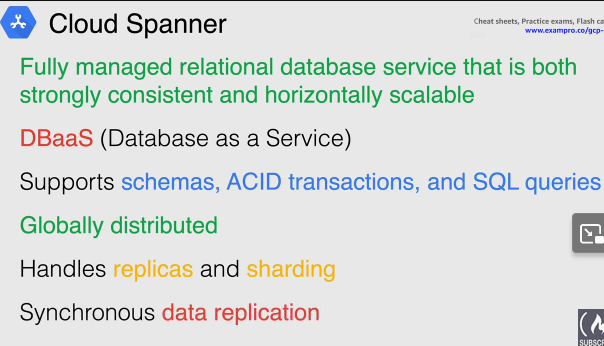 Cloud Spanner
Cheat sheets, Practice exams, Flash ca
www.exampro.co/gcp-
Fully managed relational database service that is both
strongly consistent and horizontally scalable
DBaaS (Database as a Service)
Supports schemas, ACID transactions, and SQL queries
Globally distributed
Handles replicas and sharding
Synchronous data replication
SUBSCR